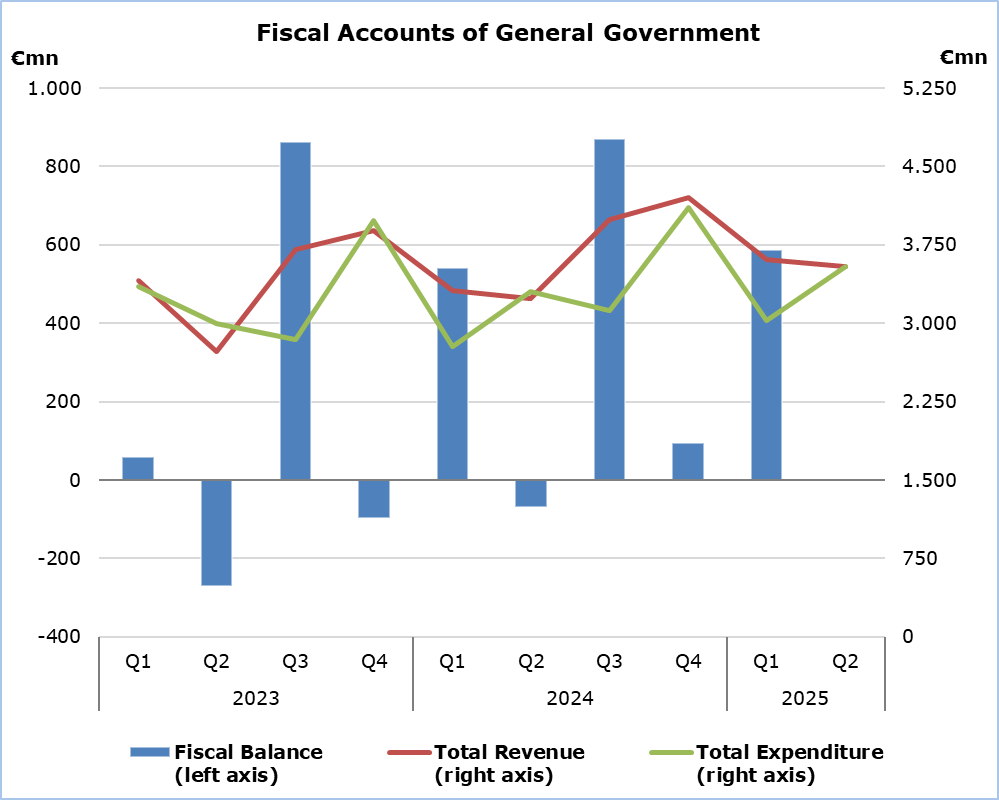 Fiscal Accounts of General Government
€mn
€mn
1.000
800
600
400
200
0
-200
-400
5.250
4.500
3.750
3.000
2.250
1.500
750
0
Q1 Q2 Q3 Q4 Q1 Q2 Q3 Q4 Q1 Q2
2023 2024 2025
Fiscal Balance
(left axis)
Total Revenue
(right axis)
Total Expenditure
(right axis)